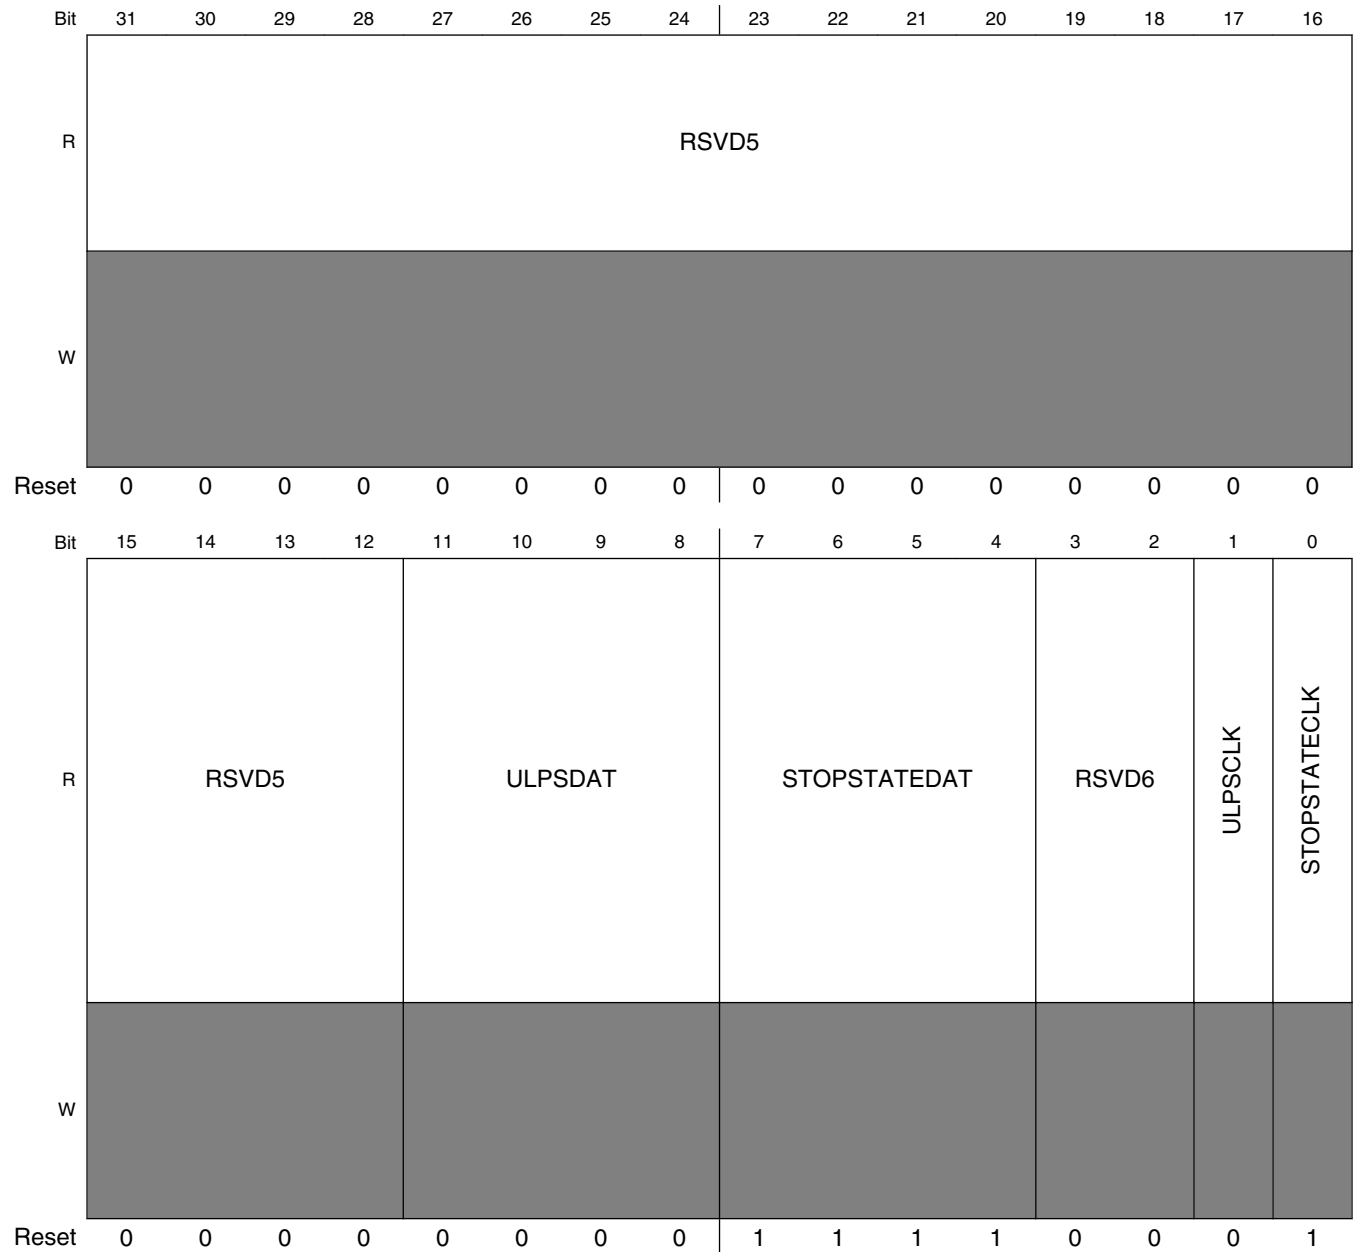 Bit 31 30 29 28 27 26 25 24 23 22 21 20 19 18 17 16
R RSVD5
W
Reset 0 0 0 0 0 0 0 0 0 0 0 0 0 0 0 0
Bit 15 14 13 12 11 10 9 8 7 6 5 4 3 2 1 0
R RSVD5 ULPSDAT STOPSTATEDAT RSVD6 ULPSCLK STOPSTATECLK
W
Reset 0 0 0 0 0 0 0 0 1 1 1 1 0 0 0 1